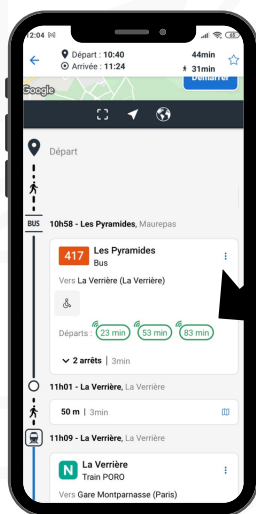 2:04
← Départ : 10:40 44min
Arrivée : 11:24 31min
Google
Démarrer
Départ
BUS 10h58 - Les Pyramides, Maurepas
417 Les Pyramides
Bus
Vers La Verrière (La Verrière)
Départs : 23 min 53 min 83 min
2 arrêts | 3min
11h01 - La Verrière, La Verrière
50 m | 3min
11h09 - La Verrière, La Verrière
N La Verrière
Train PORO
Vers Gare Montparnasse (Paris)